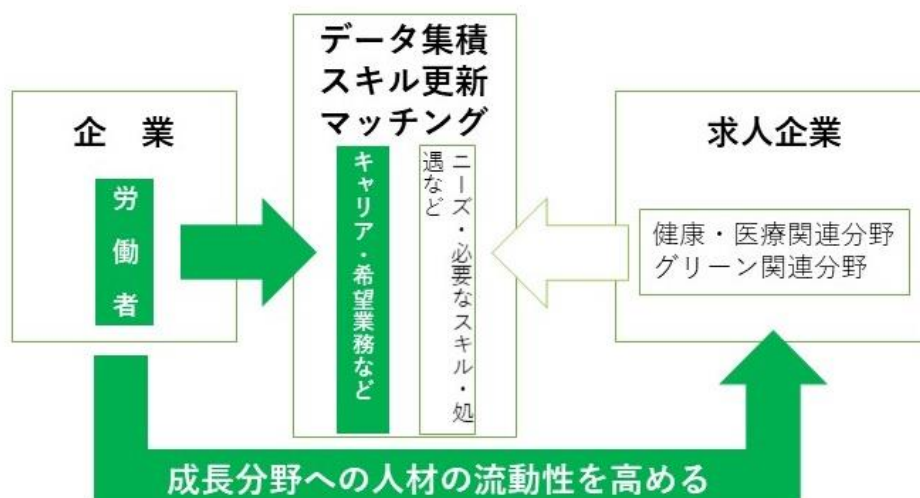 データ集積
スキル更新
マッチング
企　業
労働者
キャリア・希望業務など
ニーズ・必要なスキル・処
遇など
求人企業
健康・医療関連分野
グリーン関連分野
成長分野への人材の流動性を高める